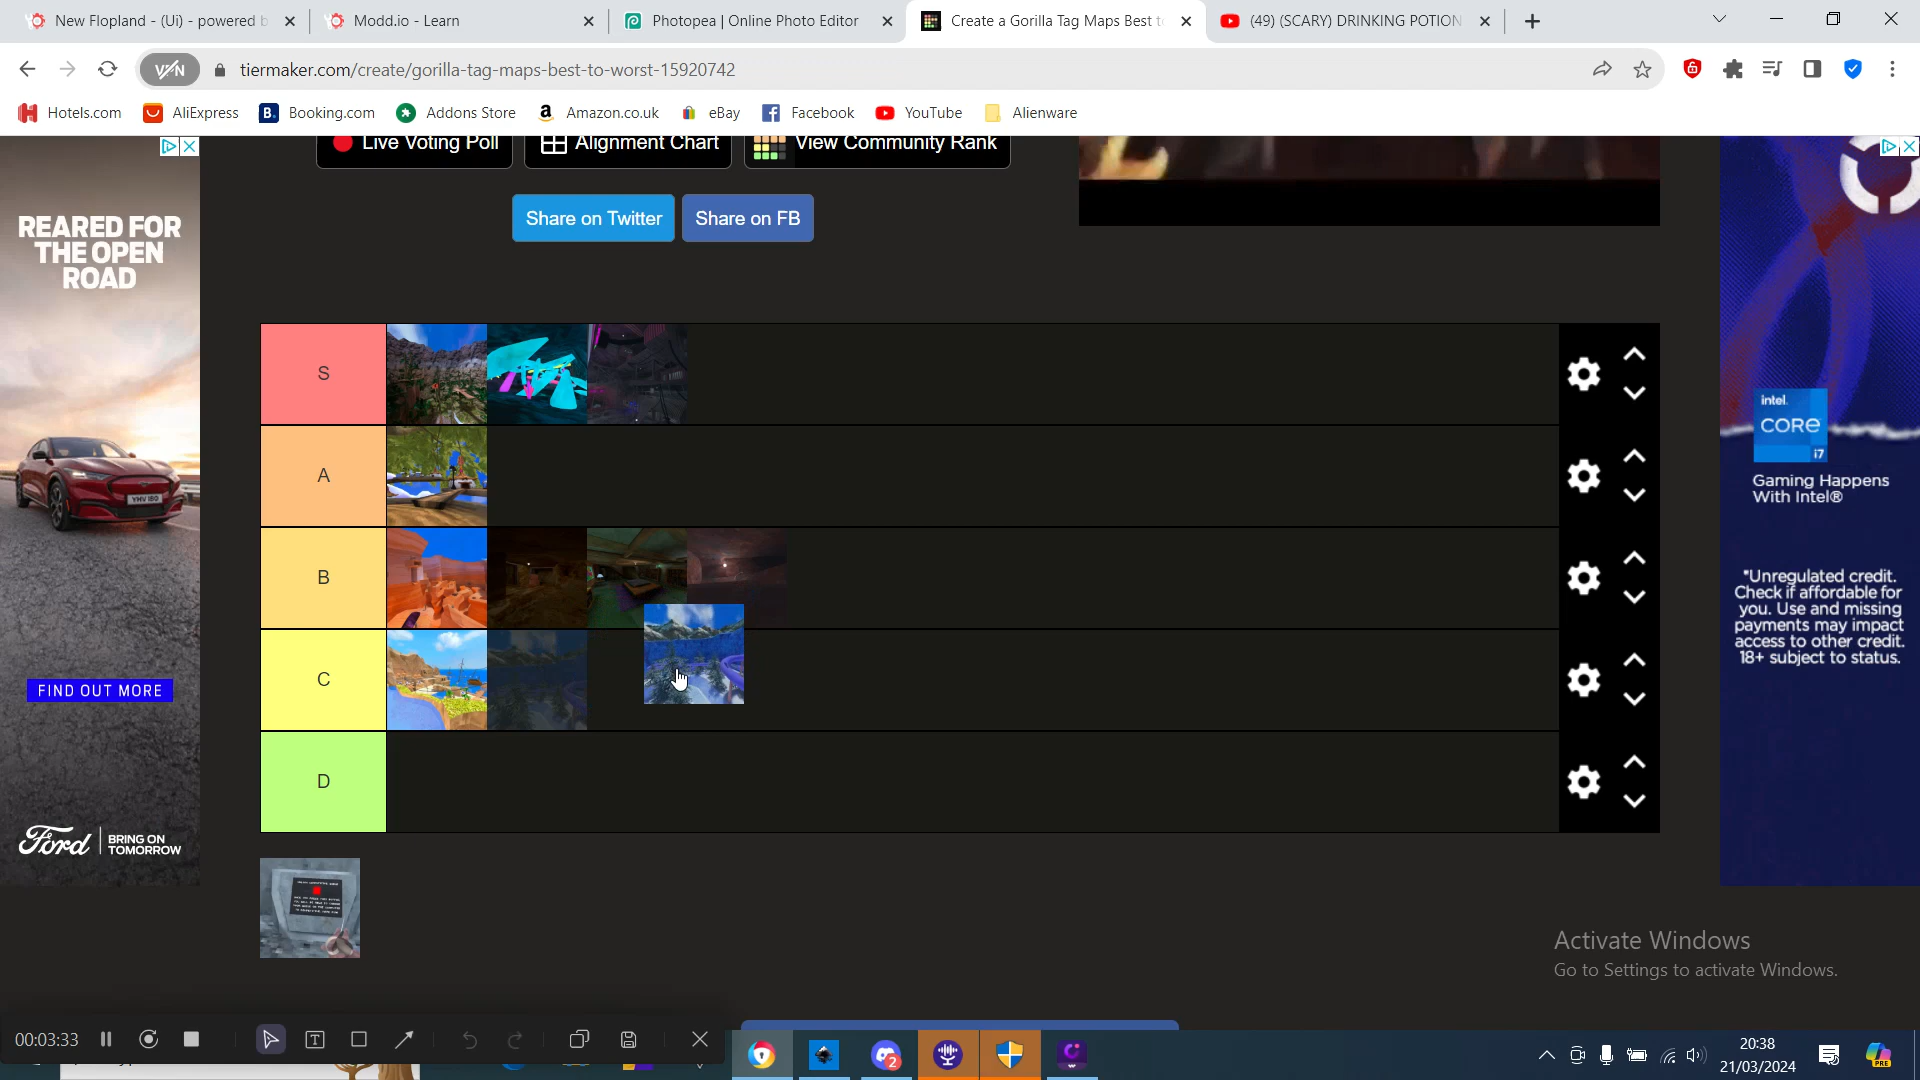 New Flopland - (Ui) - powered b
Modd.io - Learn
Photopea | Online Photo Editor
Create a Gorilla Tag Maps Best to
(49) (SCARY) DRINKING POTION
VPN
tiermaker.com/create/gorilla-tag-maps-best-to-worst-15920742
Hotels.com
AliExpress
B. Booking.com
Addons Store
a Amazon.co.uk
eBay
Facebook
YouTube
Alienware
Live Voting Poll
Alignment Chart
View Community Rank
Share on Twitter
Share on FB
REARED FOR
THE OPEN
ROAD
FIND OUT MORE
Ford
BRING ON
TOMORROW
S
A
B
C
D
intel.
CORE
i7
Gaming Happens
With Intel®
*Unregulated credit.
Check if affordable for
you. Use and missing
payments may impact
access to other credit.
18+ subject to status.
Activate Windows
Go to Settings to activate Windows.
00:03:33
2
20:38
21/03/2024
PRE